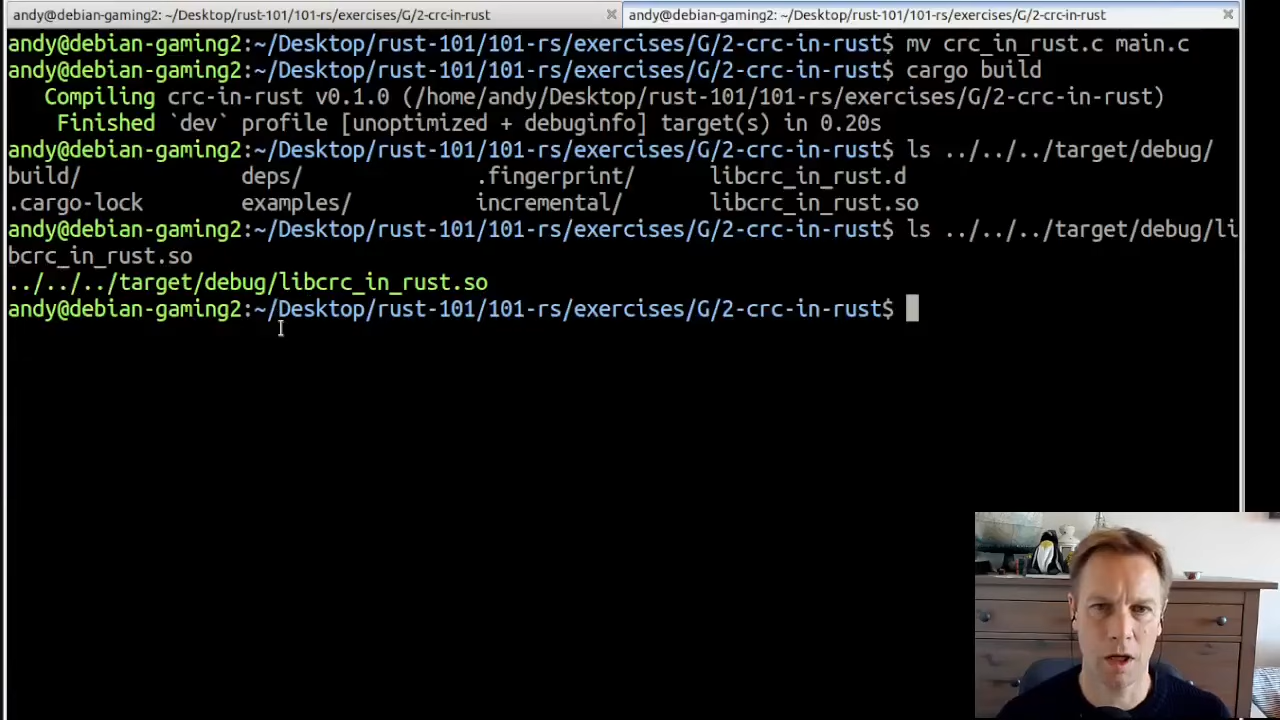 andy@debian-gaming2: ~/Desktop/rust-101/101-rs/exercises/G/2-crc-in-rust
andy@debian-gaming2: ~/Desktop/rust-101/101-rs/exercises/G/2-crc-in-rust
andy@debian-gaming2:~/Desktop/rust-101/101-rs/exercises/G/2-crc-in-rust$ mv crc_in_rust.c main.c
andy@debian-gaming2:~/Desktop/rust-101/101-rs/exercises/G/2-crc-in-rust$ cargo build
Compiling crc-in-rust v0.1.0 (/home/andy/Desktop/rust-101/101-rs/exercises/G/2-crc-in-rust)
Finished `dev` profile [unoptimized + debuginfo] target(s) in 0.20s
andy@debian-gaming2:~/Desktop/rust-101/101-rs/exercises/G/2-crc-in-rust$ ls ../../../target/debug/
build/ deps/ .fingerprint/ libcrc_in_rust.d
.cargo-lock examples/ incremental/ libcrc_in_rust.so
andy@debian-gaming2:~/Desktop/rust-101/101-rs/exercises/G/2-crc-in-rust$ ls ../../../target/debug/li
bcrc_in_rust.so
../../../target/debug/libcrc_in_rust.so
andy@debian-gaming2:~/Desktop/rust-101/101-rs/exercises/G/2-crc-in-rust$